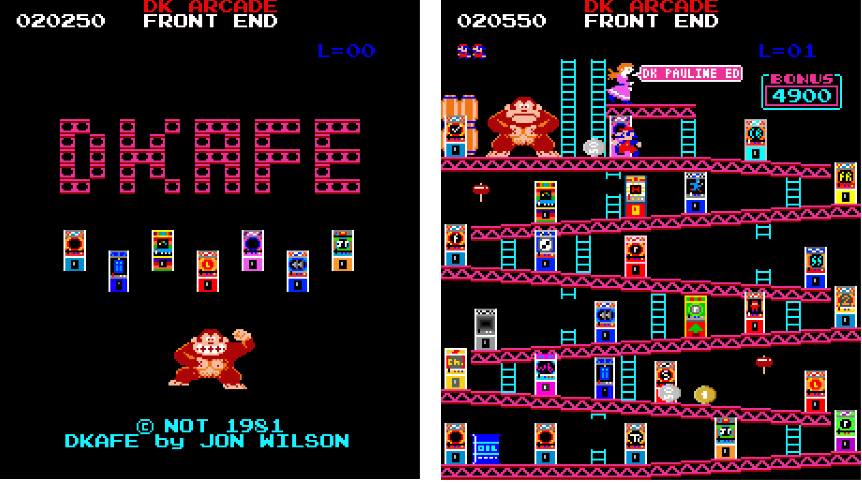 DK ARCADE
020250 FRONT END
L=00
DKAFE
© NOT 1981
DKAFE by JON WILSON
DK ARCADE
020550 FRONT END
L=01
DK PAULINE ED
BONUS
4900
OIL